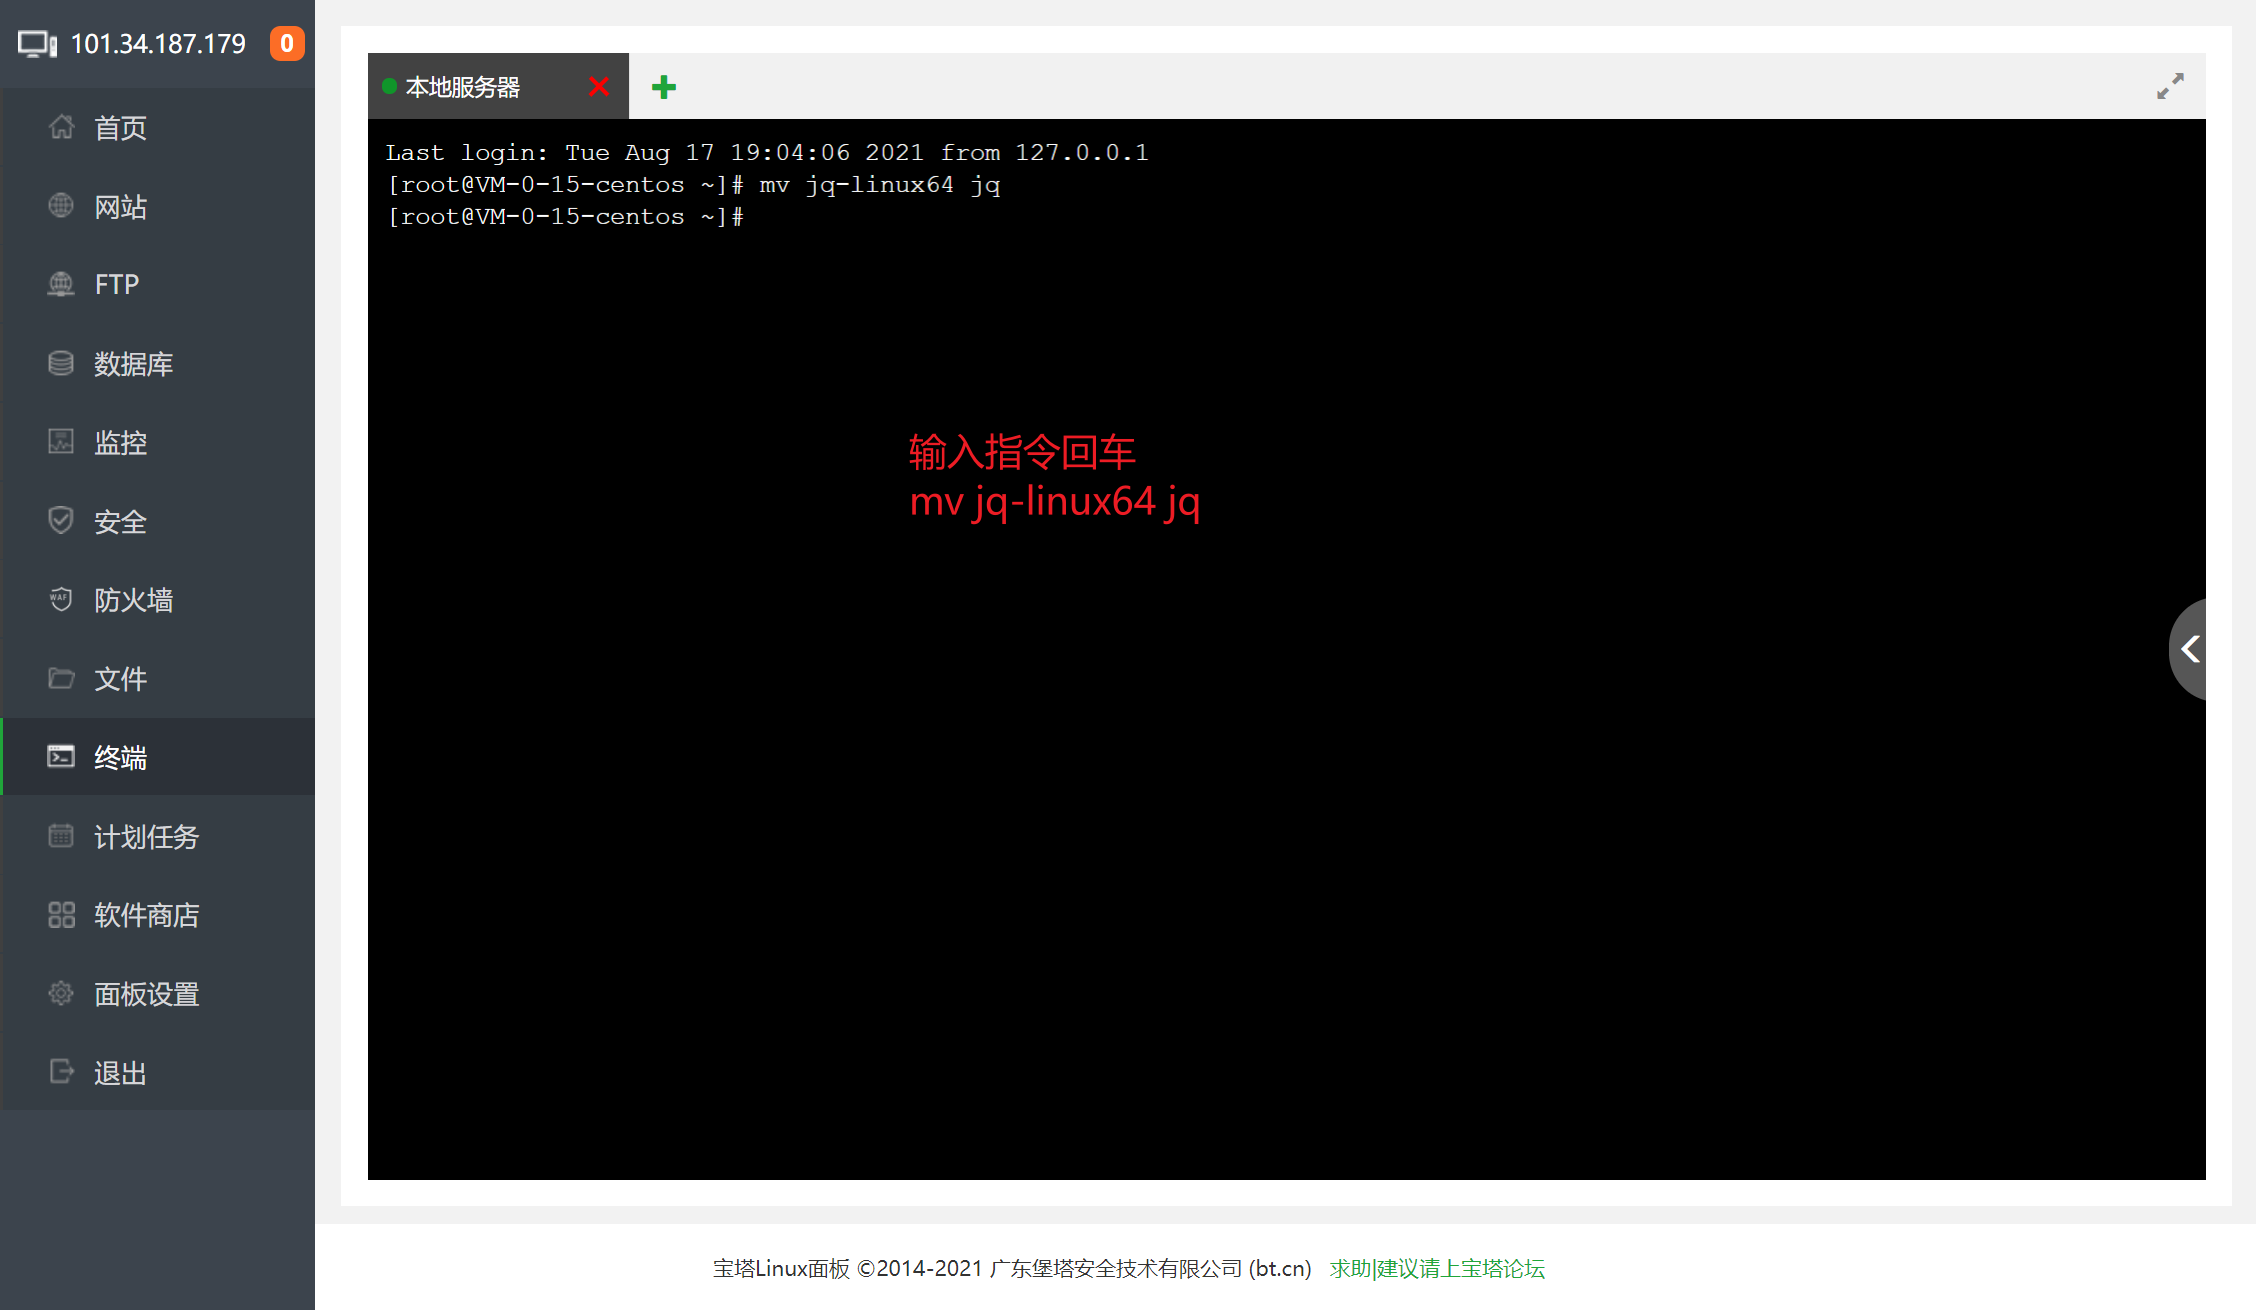 101.34.187.179 0
首页
网站
FTP
数据库
监控
安全
WAF 防火墙
文件
终端
计划任务
软件商店
面板设置
退出
本地服务器
Last login: Tue Aug 17 19:04:06 2021 from 127.0.0.1
[root@VM-0-15-centos ~]# mv jq-linux64 jq
[root@VM-0-15-centos ~]#
输入指令回车
mv jq-linux64 jq
宝塔Linux面板 ©2014-2021 广东堡塔安全技术有限公司 (bt.cn) 求助|建议请上宝塔论坛